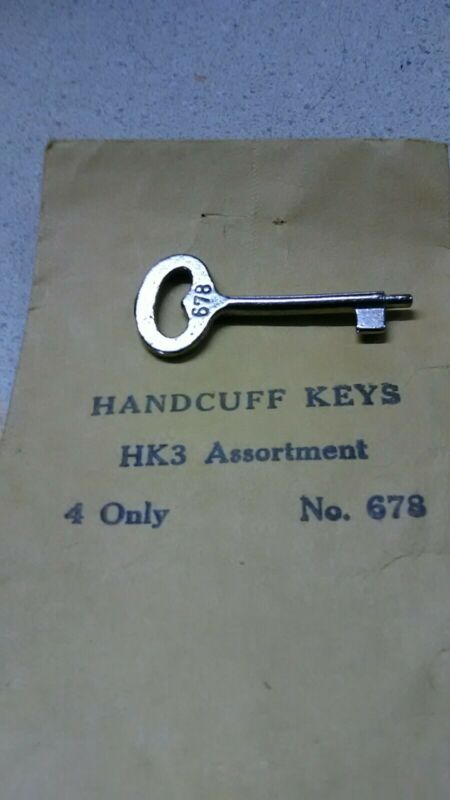 678
HANDCUFF KEYS
HK3 Assortment
4 Only No. 678